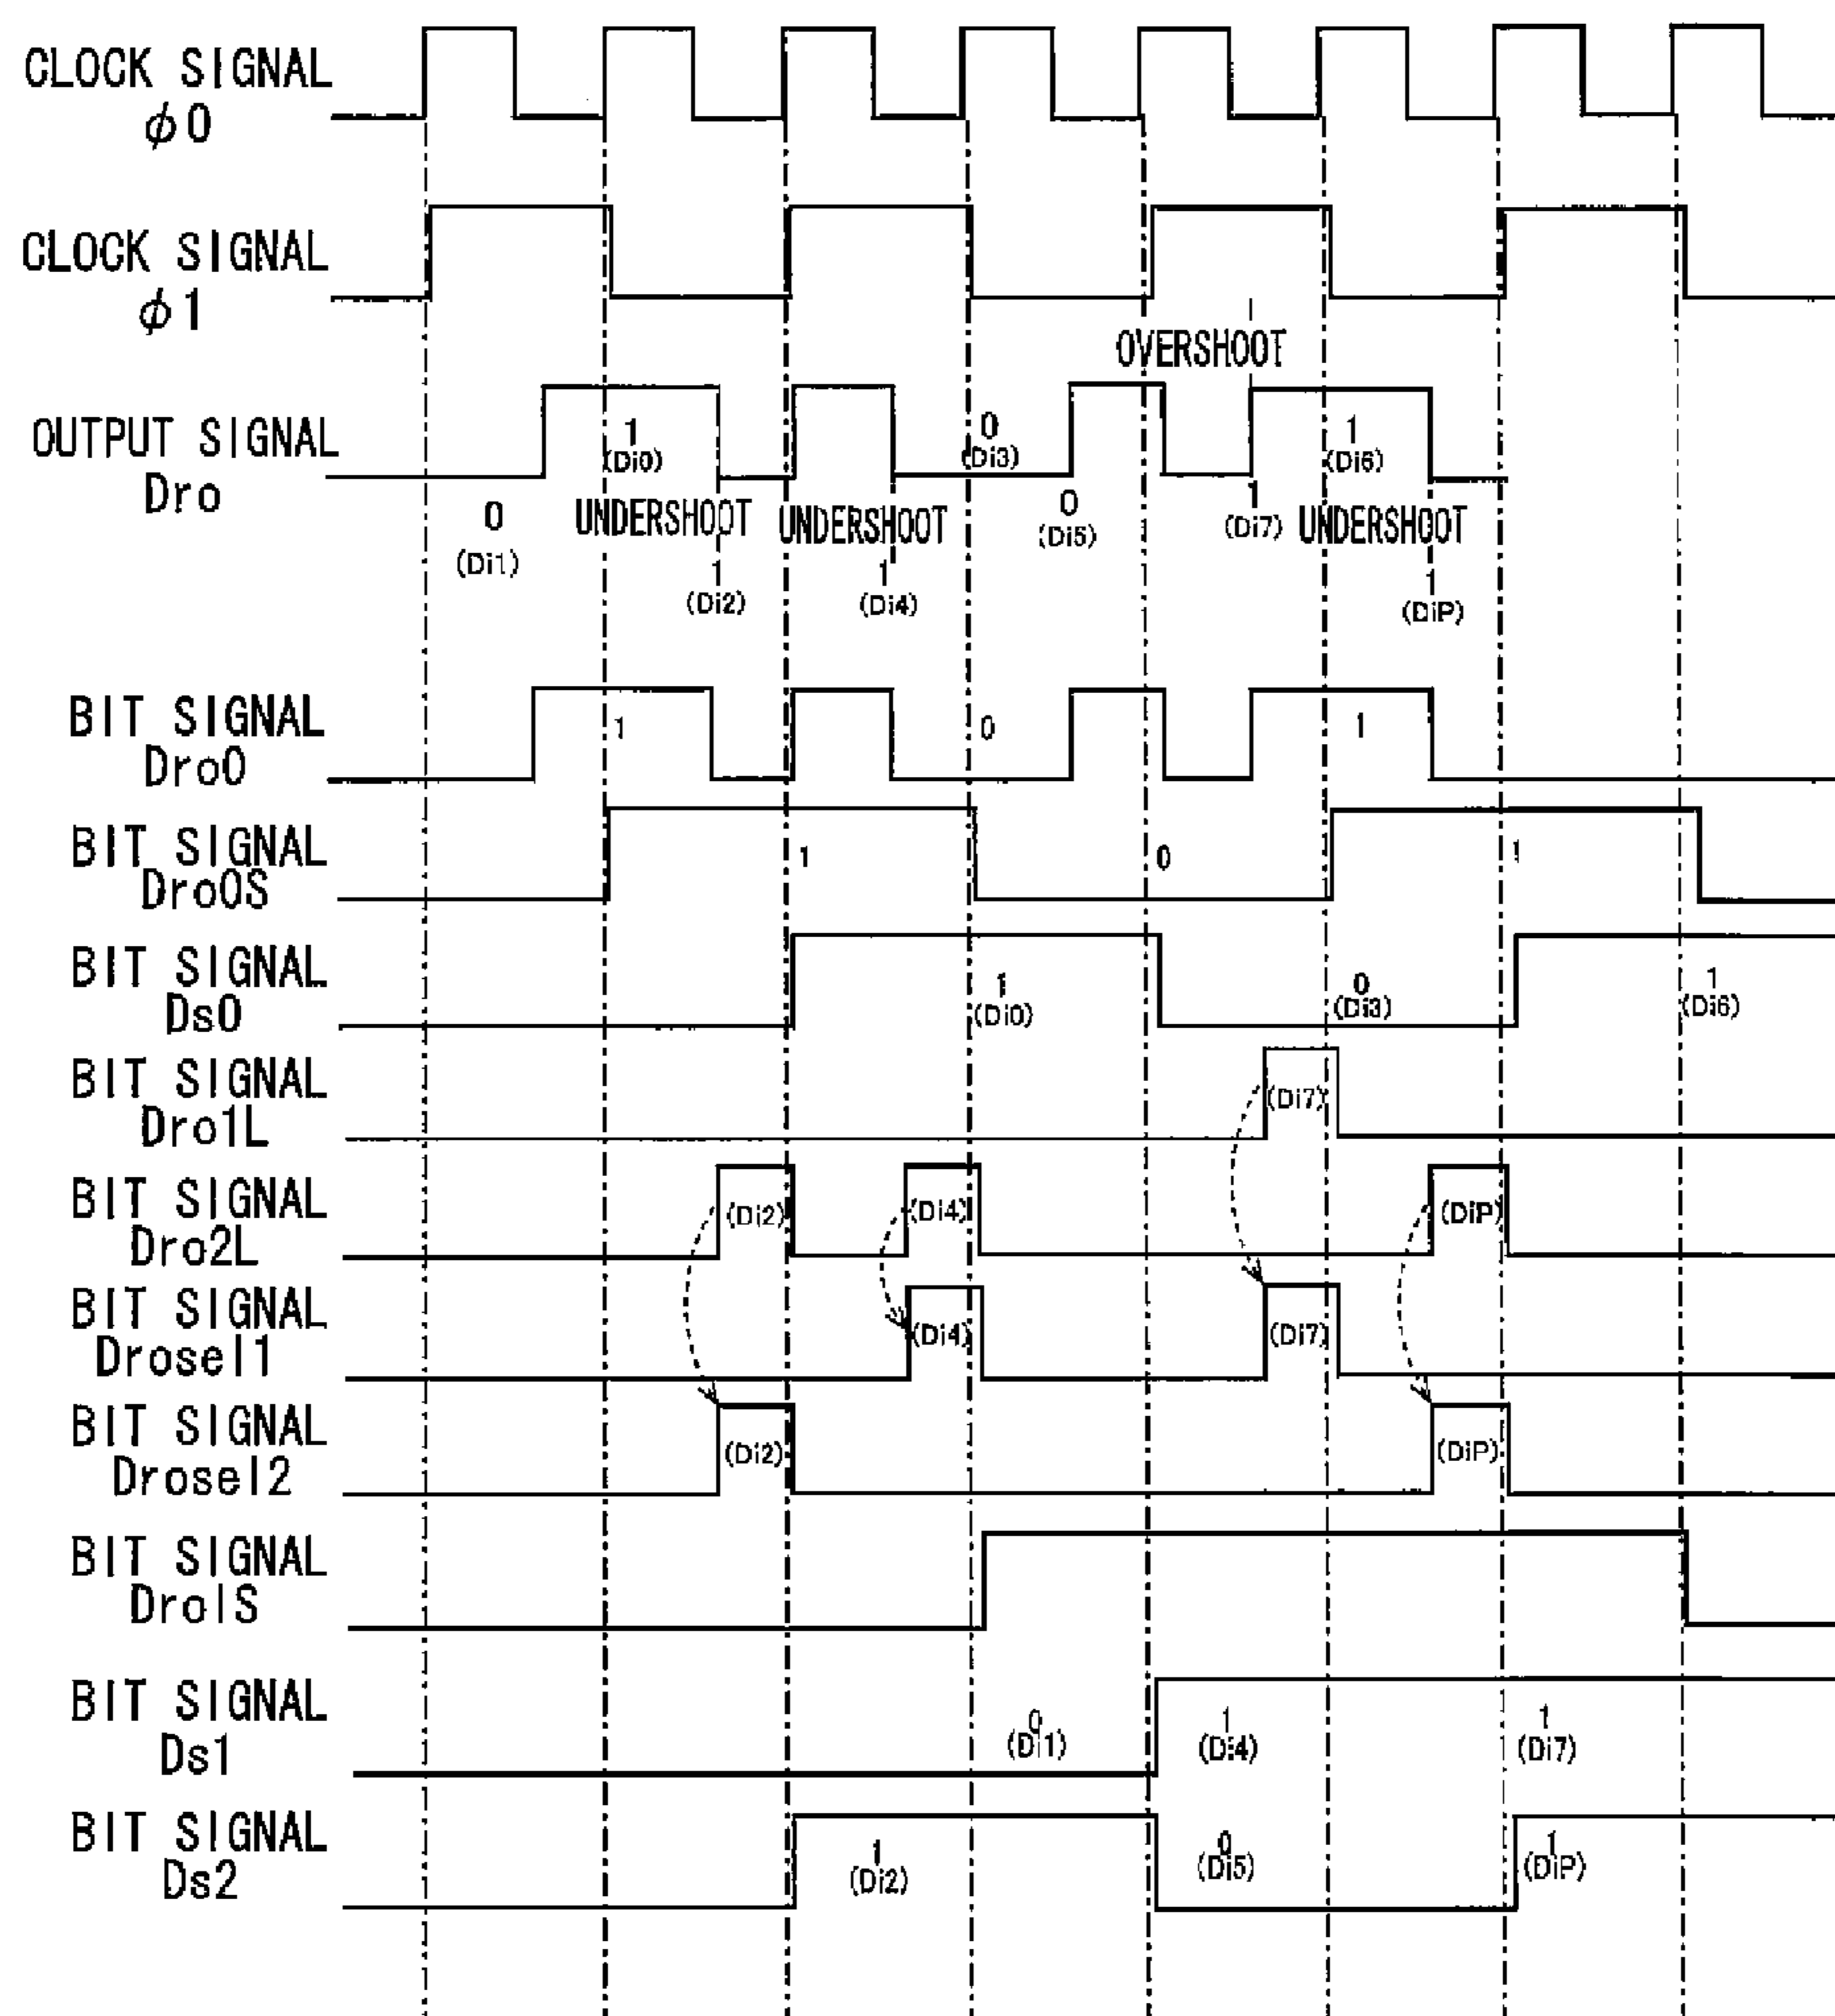 CLOCK SIGNAL
φ0
CLOCK SIGNAL
φ1
OVERSHOOT
OUTPUT SIGNAL
Dro
1
(Di0)
0
(Di3)
1
(Di6)
0
(Di1)
UNDERSHOOT
1
(Di2)
UNDERSHOOT
1
(Di4)
0
(Di5)
1
(Di7)
UNDERSHOOT
1
(DiP)
BIT SIGNAL
Dro0
1
0
1
BIT SIGNAL
Dro0S
1
0
1
BIT SIGNAL
Ds0
1
(Di0)
0
(Di3)
1
(Di6)
BIT SIGNAL
Dro1L
(Di7)
BIT SIGNAL
Dro2L
(Di2)
(Di4)
(DiP)
BIT SIGNAL
Drosel1
(Di4)
(Di7)
BIT SIGNAL
Drosel2
(Di2)
(DiP)
BIT SIGNAL
DrolS
BIT SIGNAL
Ds1
0
(Di1)
1
(Di4)
1
(Di7)
BIT SIGNAL
Ds2
1
(Di2)
0
(Di5)
1
(DiP)